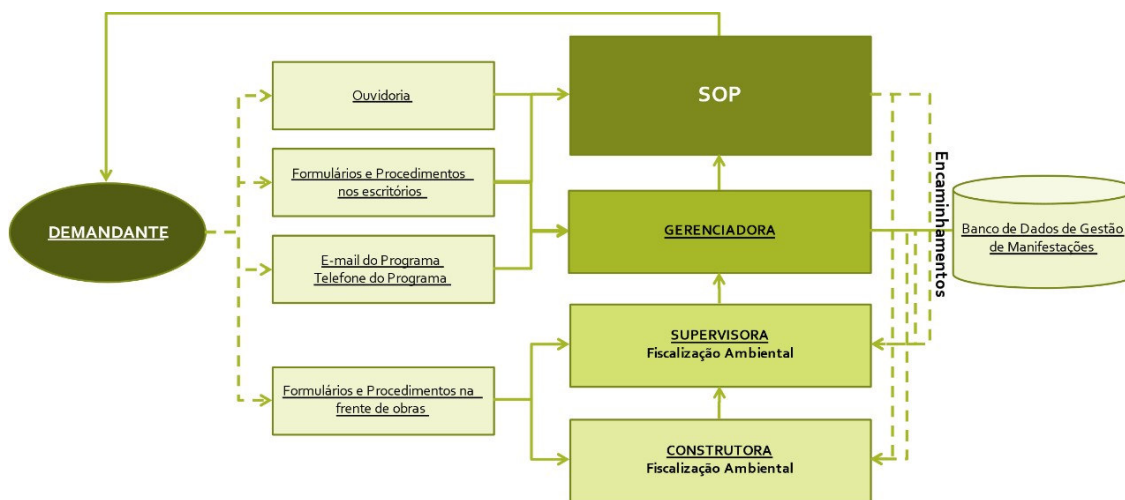 Ouvidoria
SOP
Formulários e Procedimentos
nos escritórios
DEMANDANTE
GERENCIADORA
Encaminhamentos
Banco de Dados de Gestão
de Manifestações
E-mail do Programa
Telefone do Programa
SUPERVISORA
Fiscalização Ambiental
Formulários e Procedimentos na
frente de obras
CONSTRUTORA
Fiscalização Ambiental